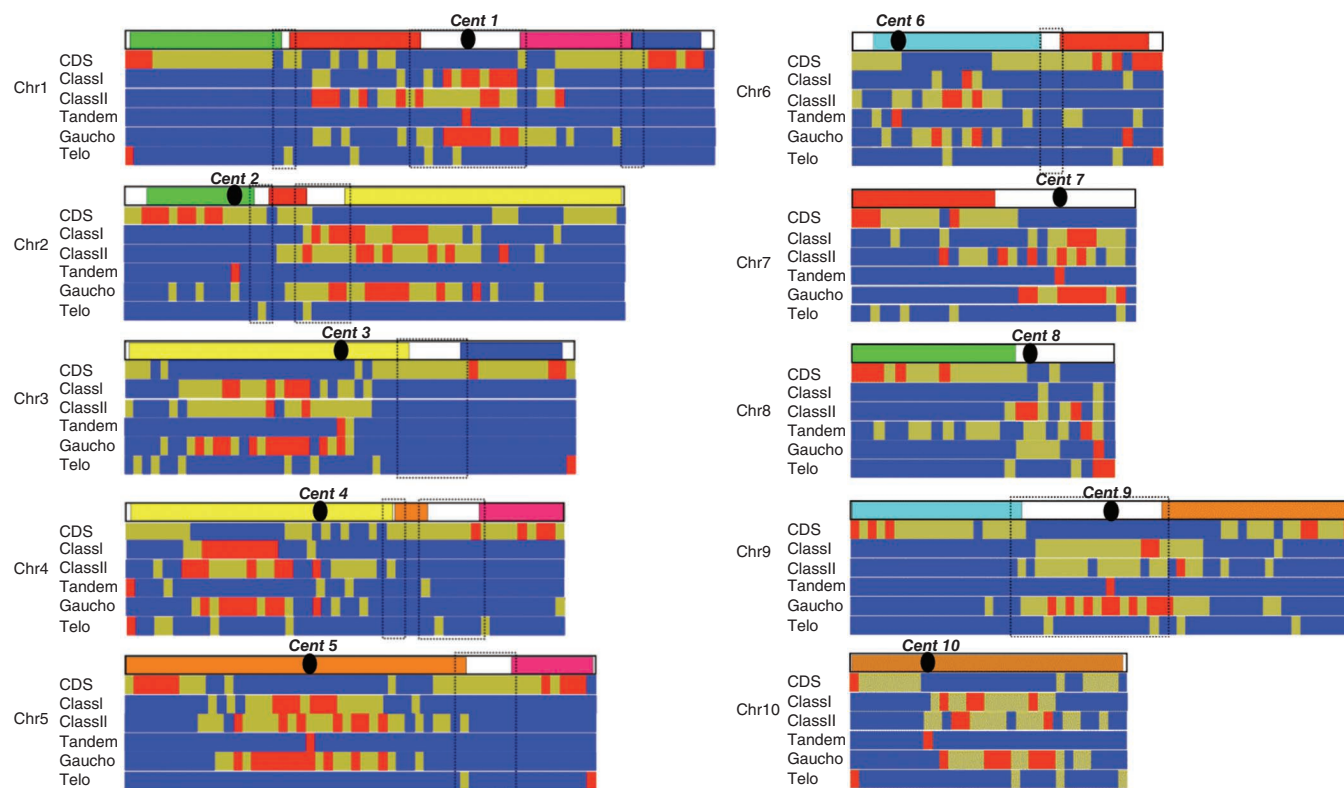 Cent 1
Chr1
CDS
ClassI
ClassII
Tandem
Gaucho
Telo
Cent 2
Chr2
CDS
ClassI
ClassII
Tandem
Gaucho
Telo
Cent 3
Chr3
CDS
ClassI
ClassII
Tandem
Gaucho
Telo
Cent 4
Chr4
CDS
ClassI
ClassII
Tandem
Gaucho
Telo
Cent 5
Chr5
CDS
ClassI
ClassII
Tandem
Gaucho
Telo
Cent 6
Chr6
CDS
ClassI
ClassII
Tandem
Gaucho
Telo
Cent 7
Chr7
CDS
ClassI
ClassII
Tandem
Gaucho
Telo
Cent 8
Chr8
CDS
ClassI
ClassII
Tandem
Gaucho
Telo
Cent 9
Chr9
CDS
ClassI
ClassII
Tandem
Gaucho
Telo
Cent 10
Chr10
CDS
ClassI
ClassII
Tandem
Gaucho
Telo